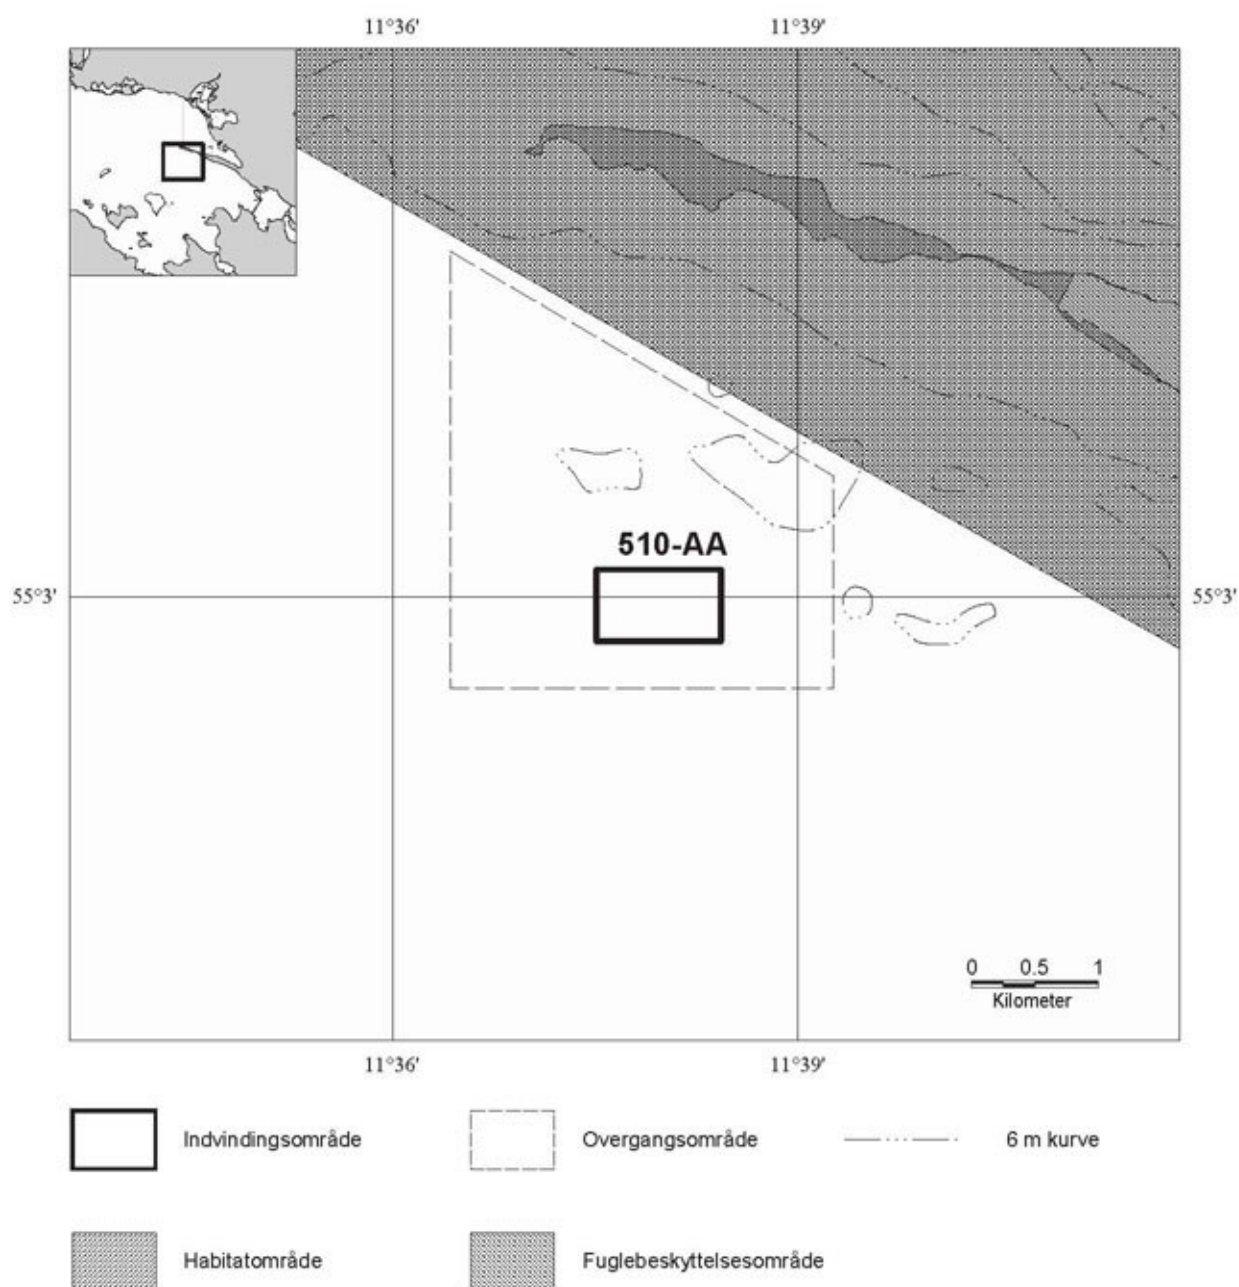 11°36' 11°39'
510-AA
55°3' 55°3'
0 0.5 1
Kilometer
11°36' 11°39'
Indvindingsområde Overgangsområde 6 m kurve
Habitatområde Fuglebeskyttelsesområde